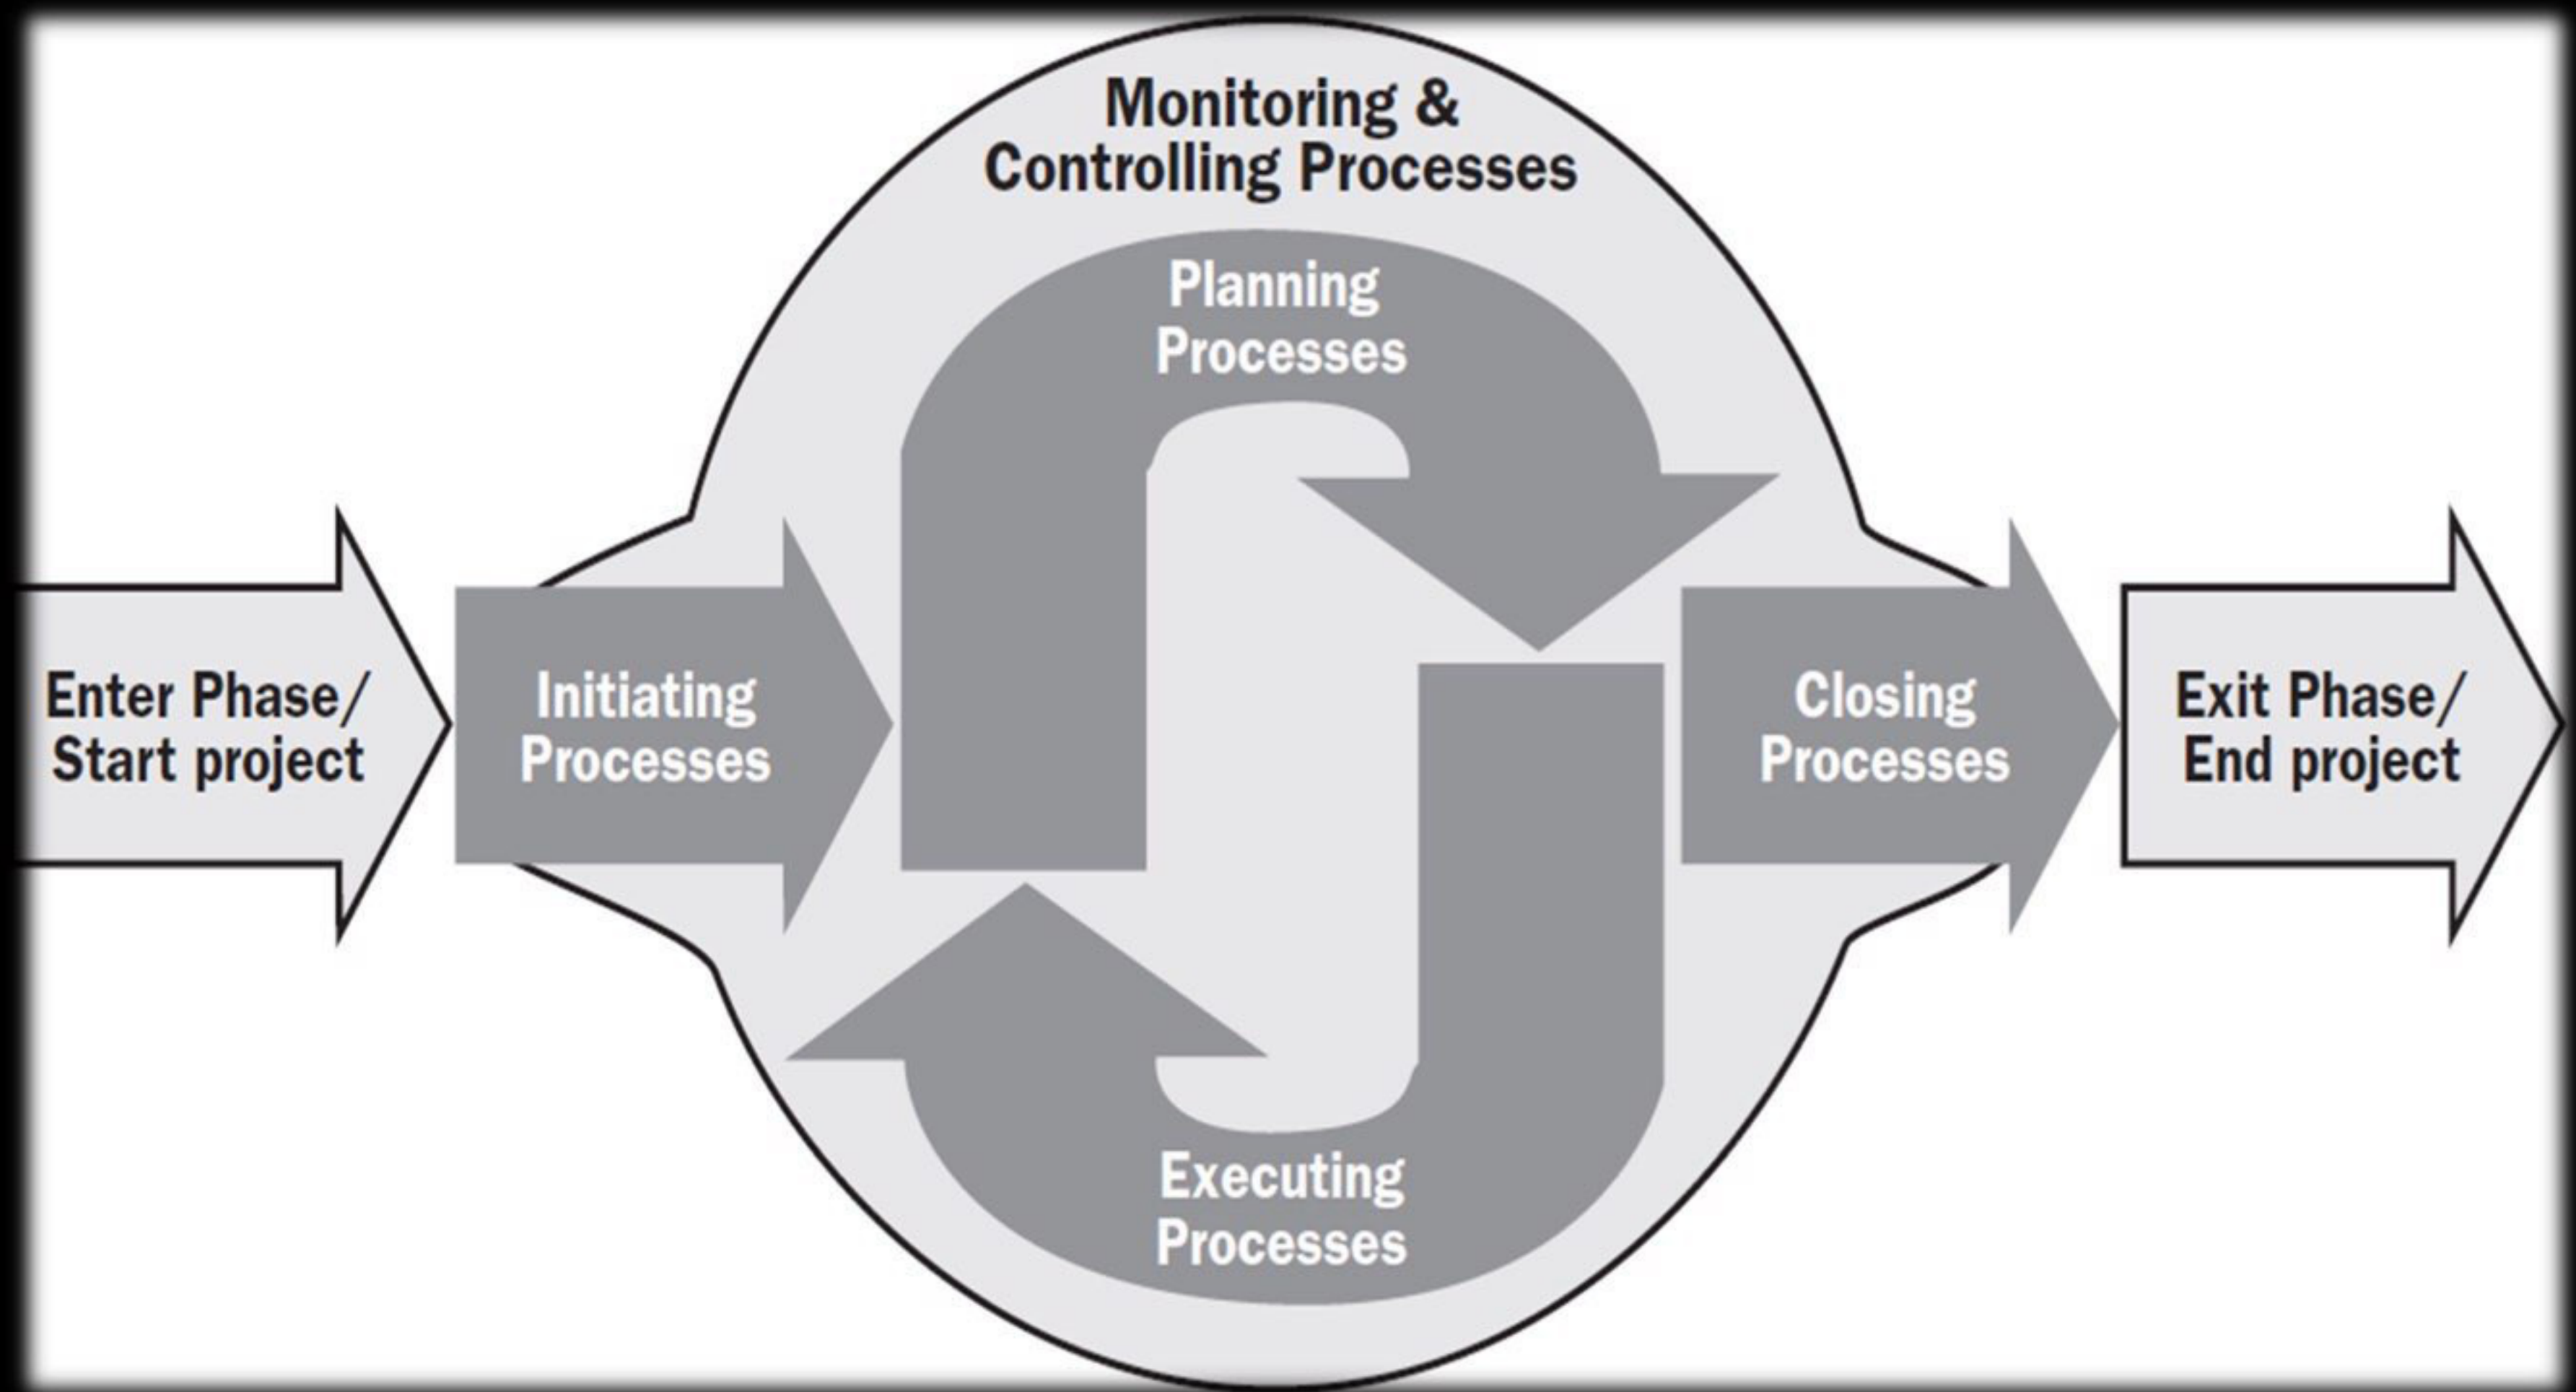 Monitoring &
Controlling Processes
Planning
Processes
Enter Phase/
Start project
Initiating
Processes
Closing
Processes
Exit Phase/
End project
Executing
Processes